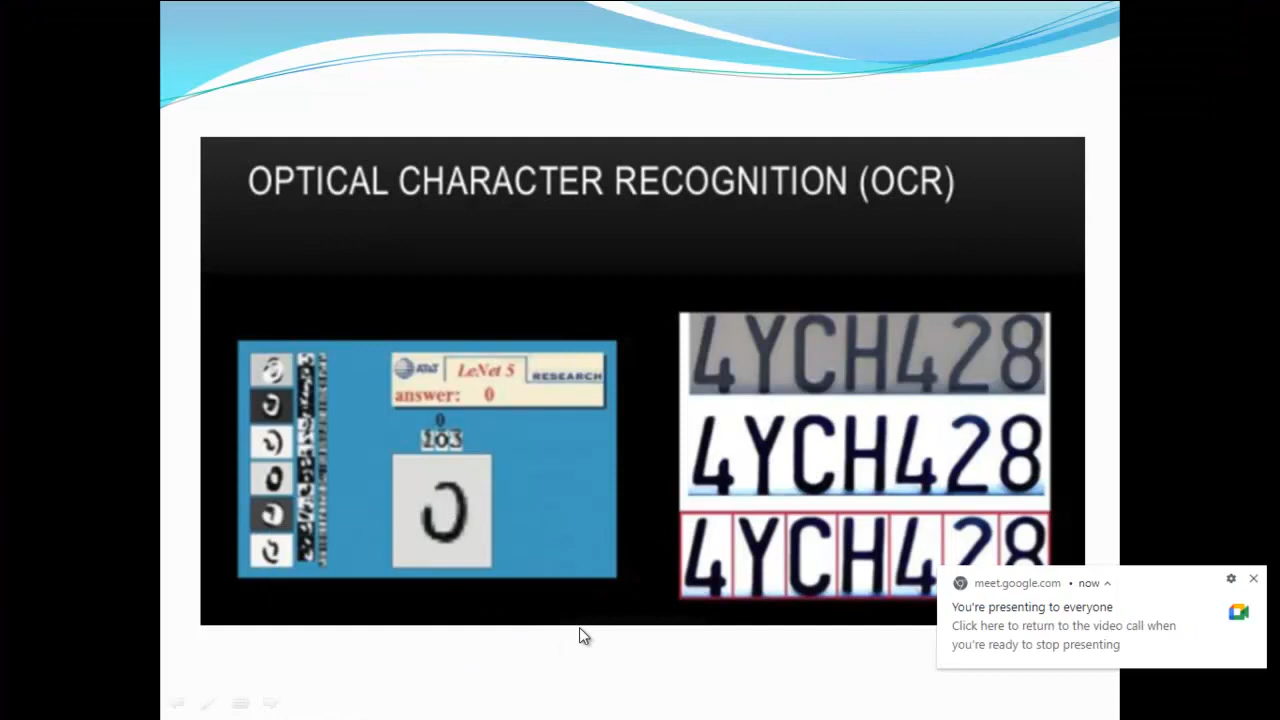 OPTICAL CHARACTER RECOGNITION (OCR)
AT&T LeNet 5 RESEARCH
answer: 0
0
103
4YCH428
4YCH428
4YCH428
meet.google.com • now
You're presenting to everyone
Click here to return to the video call when
you're ready to stop presenting